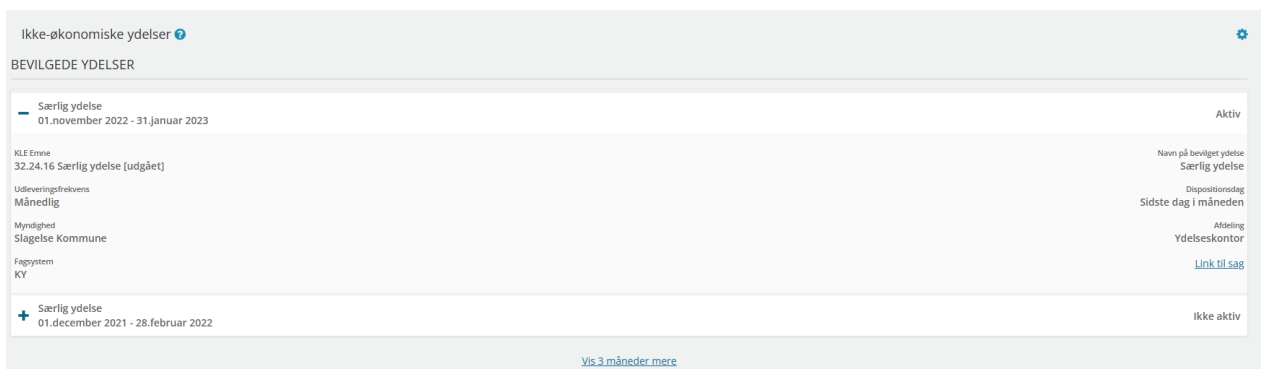 Ikke-økonomiske ydelser
BEVILGEDE YDELSER
Særlig ydelse
01.november 2022 - 31.januar 2023
Aktiv
KLE Emne
32.24.16 Særlig ydelse [udgået]
Navn på bevilget ydelse
Særlig ydelse
Udleveringsfrekvens
Månedlig
Dispositionsdag
Sidste dag i måneden
Myndighed
Slagelse Kommune
Afdeling
Ydelseskontor
Fagsystem
KY
Link til sag
Særlig ydelse
01.december 2021 - 28.februar 2022
Ikke aktiv
Vis 3 måneder mere